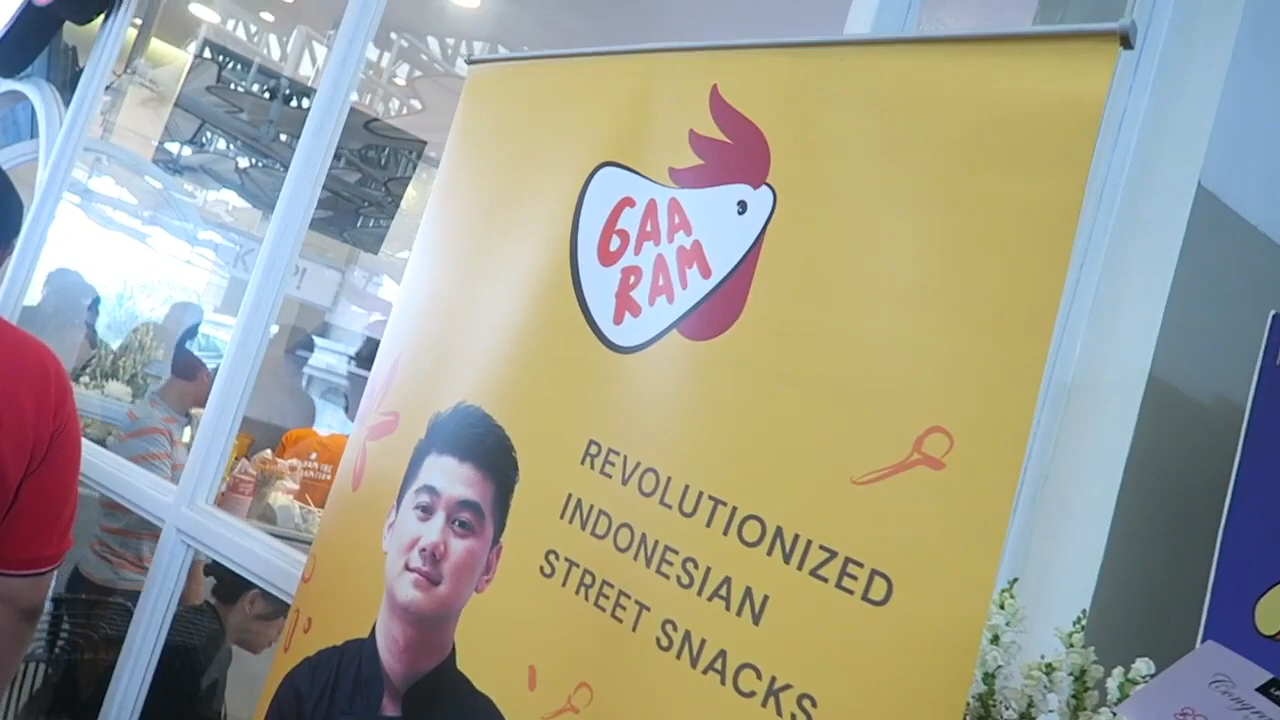 GAA
RAM
REVOLUTIONIZED
INDONESIAN
STREET SNACKS